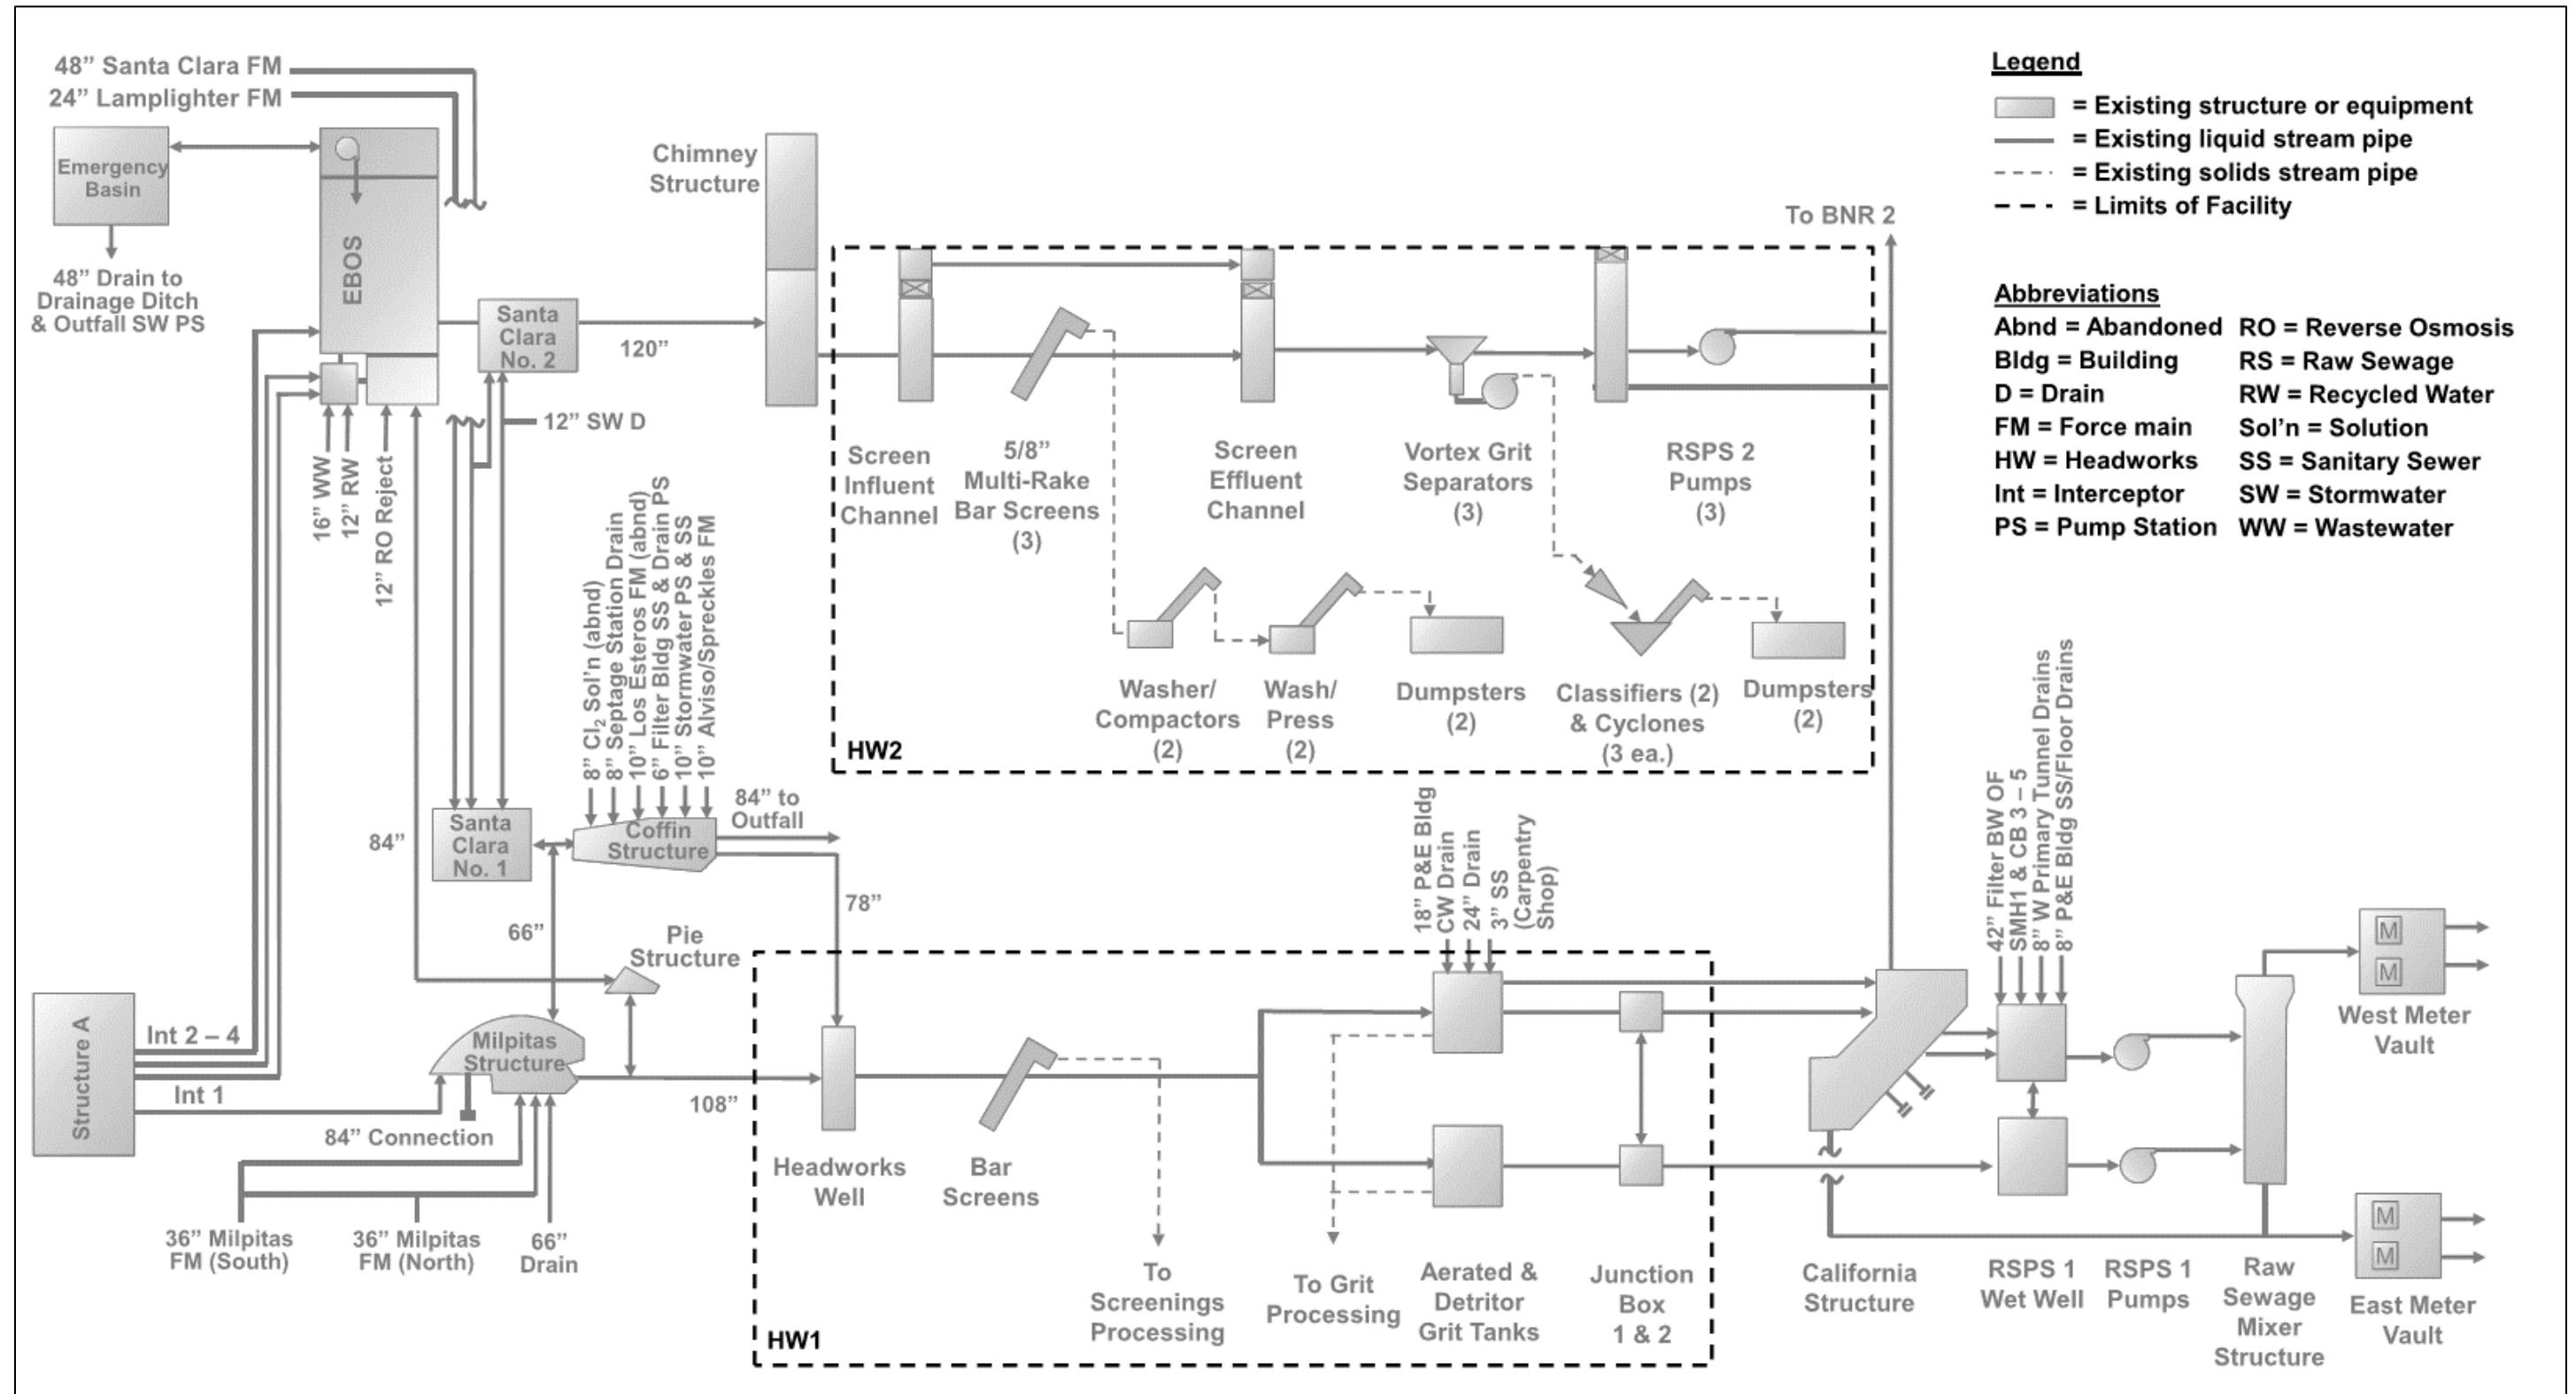 48” Santa Clara FM
24” Lamplighter FM
Emergency
Basin
48” Drain to
Drainage Ditch
& Outfall SW PS
EBOS
Santa
Clara
No. 2
120”
12” SW D
16” WW
12” RW
12” RO Reject
Chimney
Structure
Screen
Influent
Channel
5/8”
Multi-Rake
Bar Screens
(3)
Screen
Effluent
Channel
Vortex Grit
Separators
(3)
RSPS 2
Pumps
(3)
To BNR 2
Washer/
Compactors
(2)
Wash/
Press
(2)
Dumpsters
(2)
Classifiers (2)
& Cyclones
(3 ea.)
Dumpsters
(2)
HW2
Legend
= Existing structure or equipment
= Existing liquid stream pipe
= Existing solids stream pipe
= Limits of Facility
Abbreviations
Abnd = Abandoned RO = Reverse Osmosis
Bldg = Building RS = Raw Sewage
D = Drain RW = Recycled Water
FM = Force main Sol’n = Solution
HW = Headworks SS = Sanitary Sewer
Int = Interceptor SW = Stormwater
PS = Pump Station WW = Wastewater
8” Cl₂ Sol’n (abnd)
8” Septage Station Drain
10” Los Esteros FM (abnd)
6” Filter Bldg SS & Drain PS
10” Stormwater PS & SS
10” Alviso/Spreckles FM
84”
Santa
Clara
No. 1
Coffin
Structure
84” to
Outfall
78”
66”
Pie
Structure
Structure A
Int 2 – 4
Int 1
Milpitas
Structure
84” Connection
108”
36” Milpitas
FM (South)
36” Milpitas
FM (North)
66”
Drain
Headworks
Well
Bar
Screens
To
Screenings
Processing
To Grit
Processing
Aerated &
Detritor
Grit Tanks
Junction
Box
1 & 2
HW1
18” P&E Bldg
CW Drain
24” Drain
3” SS
(Carpentry
Shop)
42” Filter BW OF
SMH1 & CB 3 – 5
8” W Primary Tunnel Drains
8” P&E Bldg SS/Floor Drains
California
Structure
RSPS 1
Wet Well
RSPS 1
Pumps
Raw
Sewage
Mixer
Structure
M
M
West Meter
Vault
M
M
East Meter
Vault